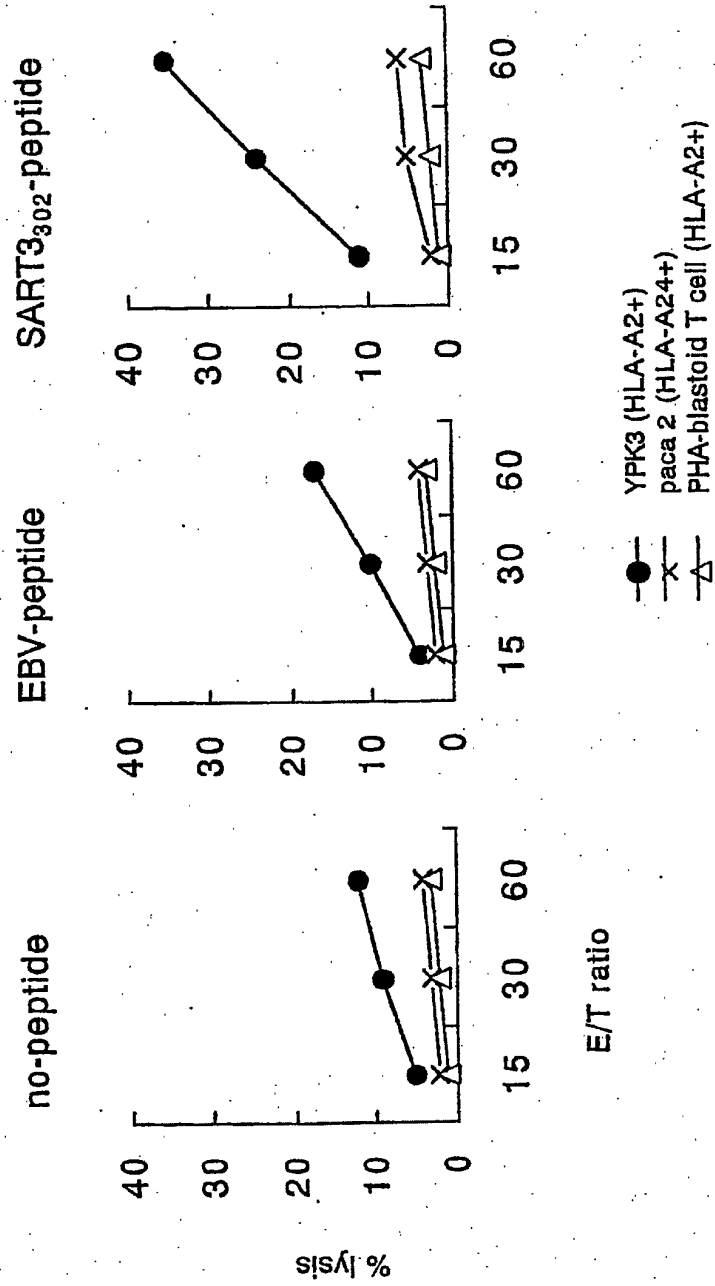 no-peptide
EBV-peptide
SART3₃₀₂-peptide
% lysis
40
30
20
10
0
15 30 60
40
30
20
10
0
15 30 60
40
30
20
10
0
15 30 60
E/T ratio
YPK3 (HLA-A2+)
paca 2 (HLA-A24+)
PHA-blastoid T cell (HLA-A2+)